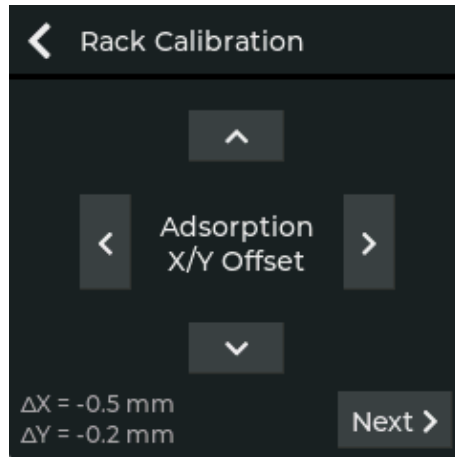 Rack Calibration
Adsorption
X/Y Offset
ΔX = -0.5 mm
ΔY = -0.2 mm
Next